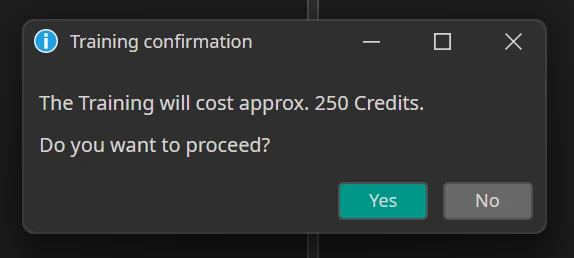 Training confirmation
The Training will cost approx. 250 Credits.
Do you want to proceed?
Yes No